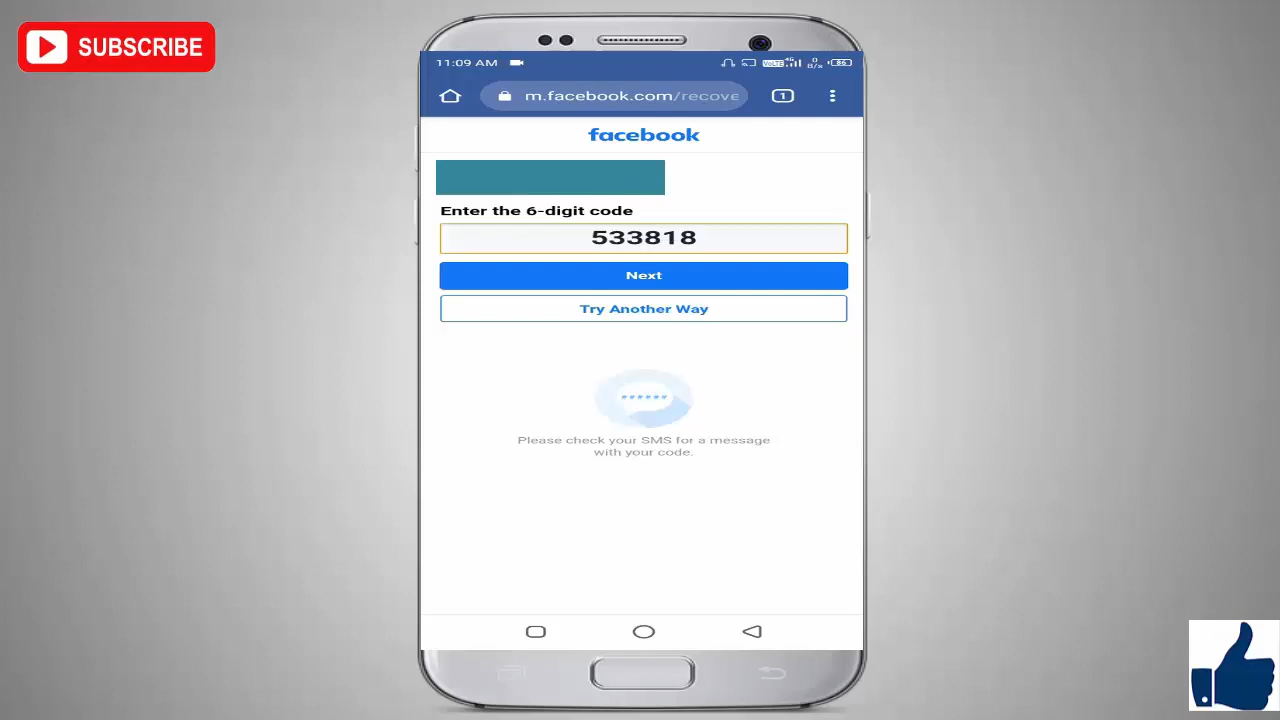 SUBSCRIBE
11:09 AM
m.facebook.com/recove
1
facebook
Enter the 6-digit code
533818
Next
Try Another Way
******
Please check your SMS for a message
with your code.